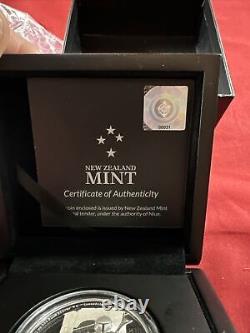 00031
NEW ZEALAND
MINT
Certificate of Authenticity
coin enclosed is issued by New Zealand Mint
al tender, under the authority of Niue.